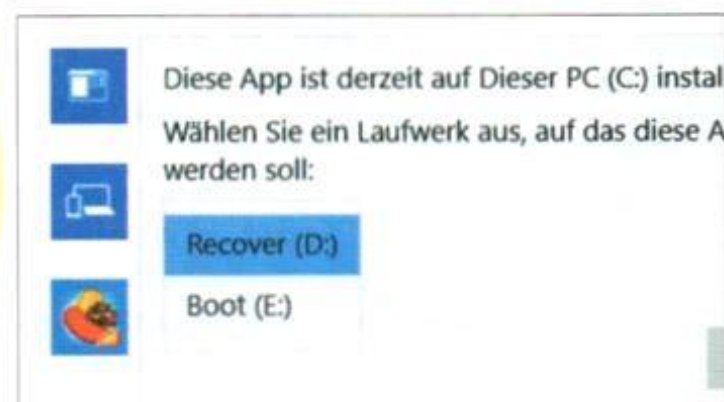 Diese App ist derzeit auf Dieser PC (C:) instal
Wählen Sie ein Laufwerk aus, auf das diese A
werden soll:
Recover (D:)
Boot (E:)